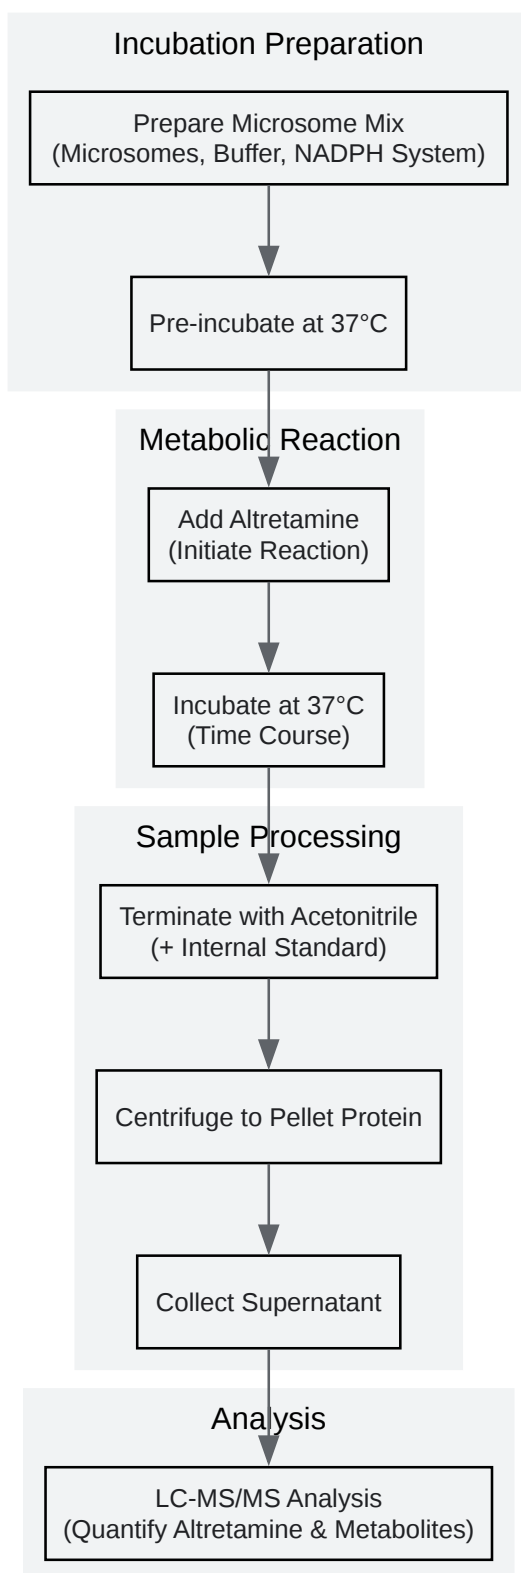 Incubation Preparation
Prepare Microsome Mix
(Microsomes, Buffer, NADPH System)
Pre-incubate at 37°C
Metabolic Reaction
Add Altretamine
(Initiate Reaction)
Incubate at 37°C
(Time Course)
Sample Processing
Terminate with Acetonitrile
(+ Internal Standard)
Centrifuge to Pellet Protein
Collect Supernatant
Analysis
LC-MS/MS Analysis
(Quantify Altretamine & Metabolites)